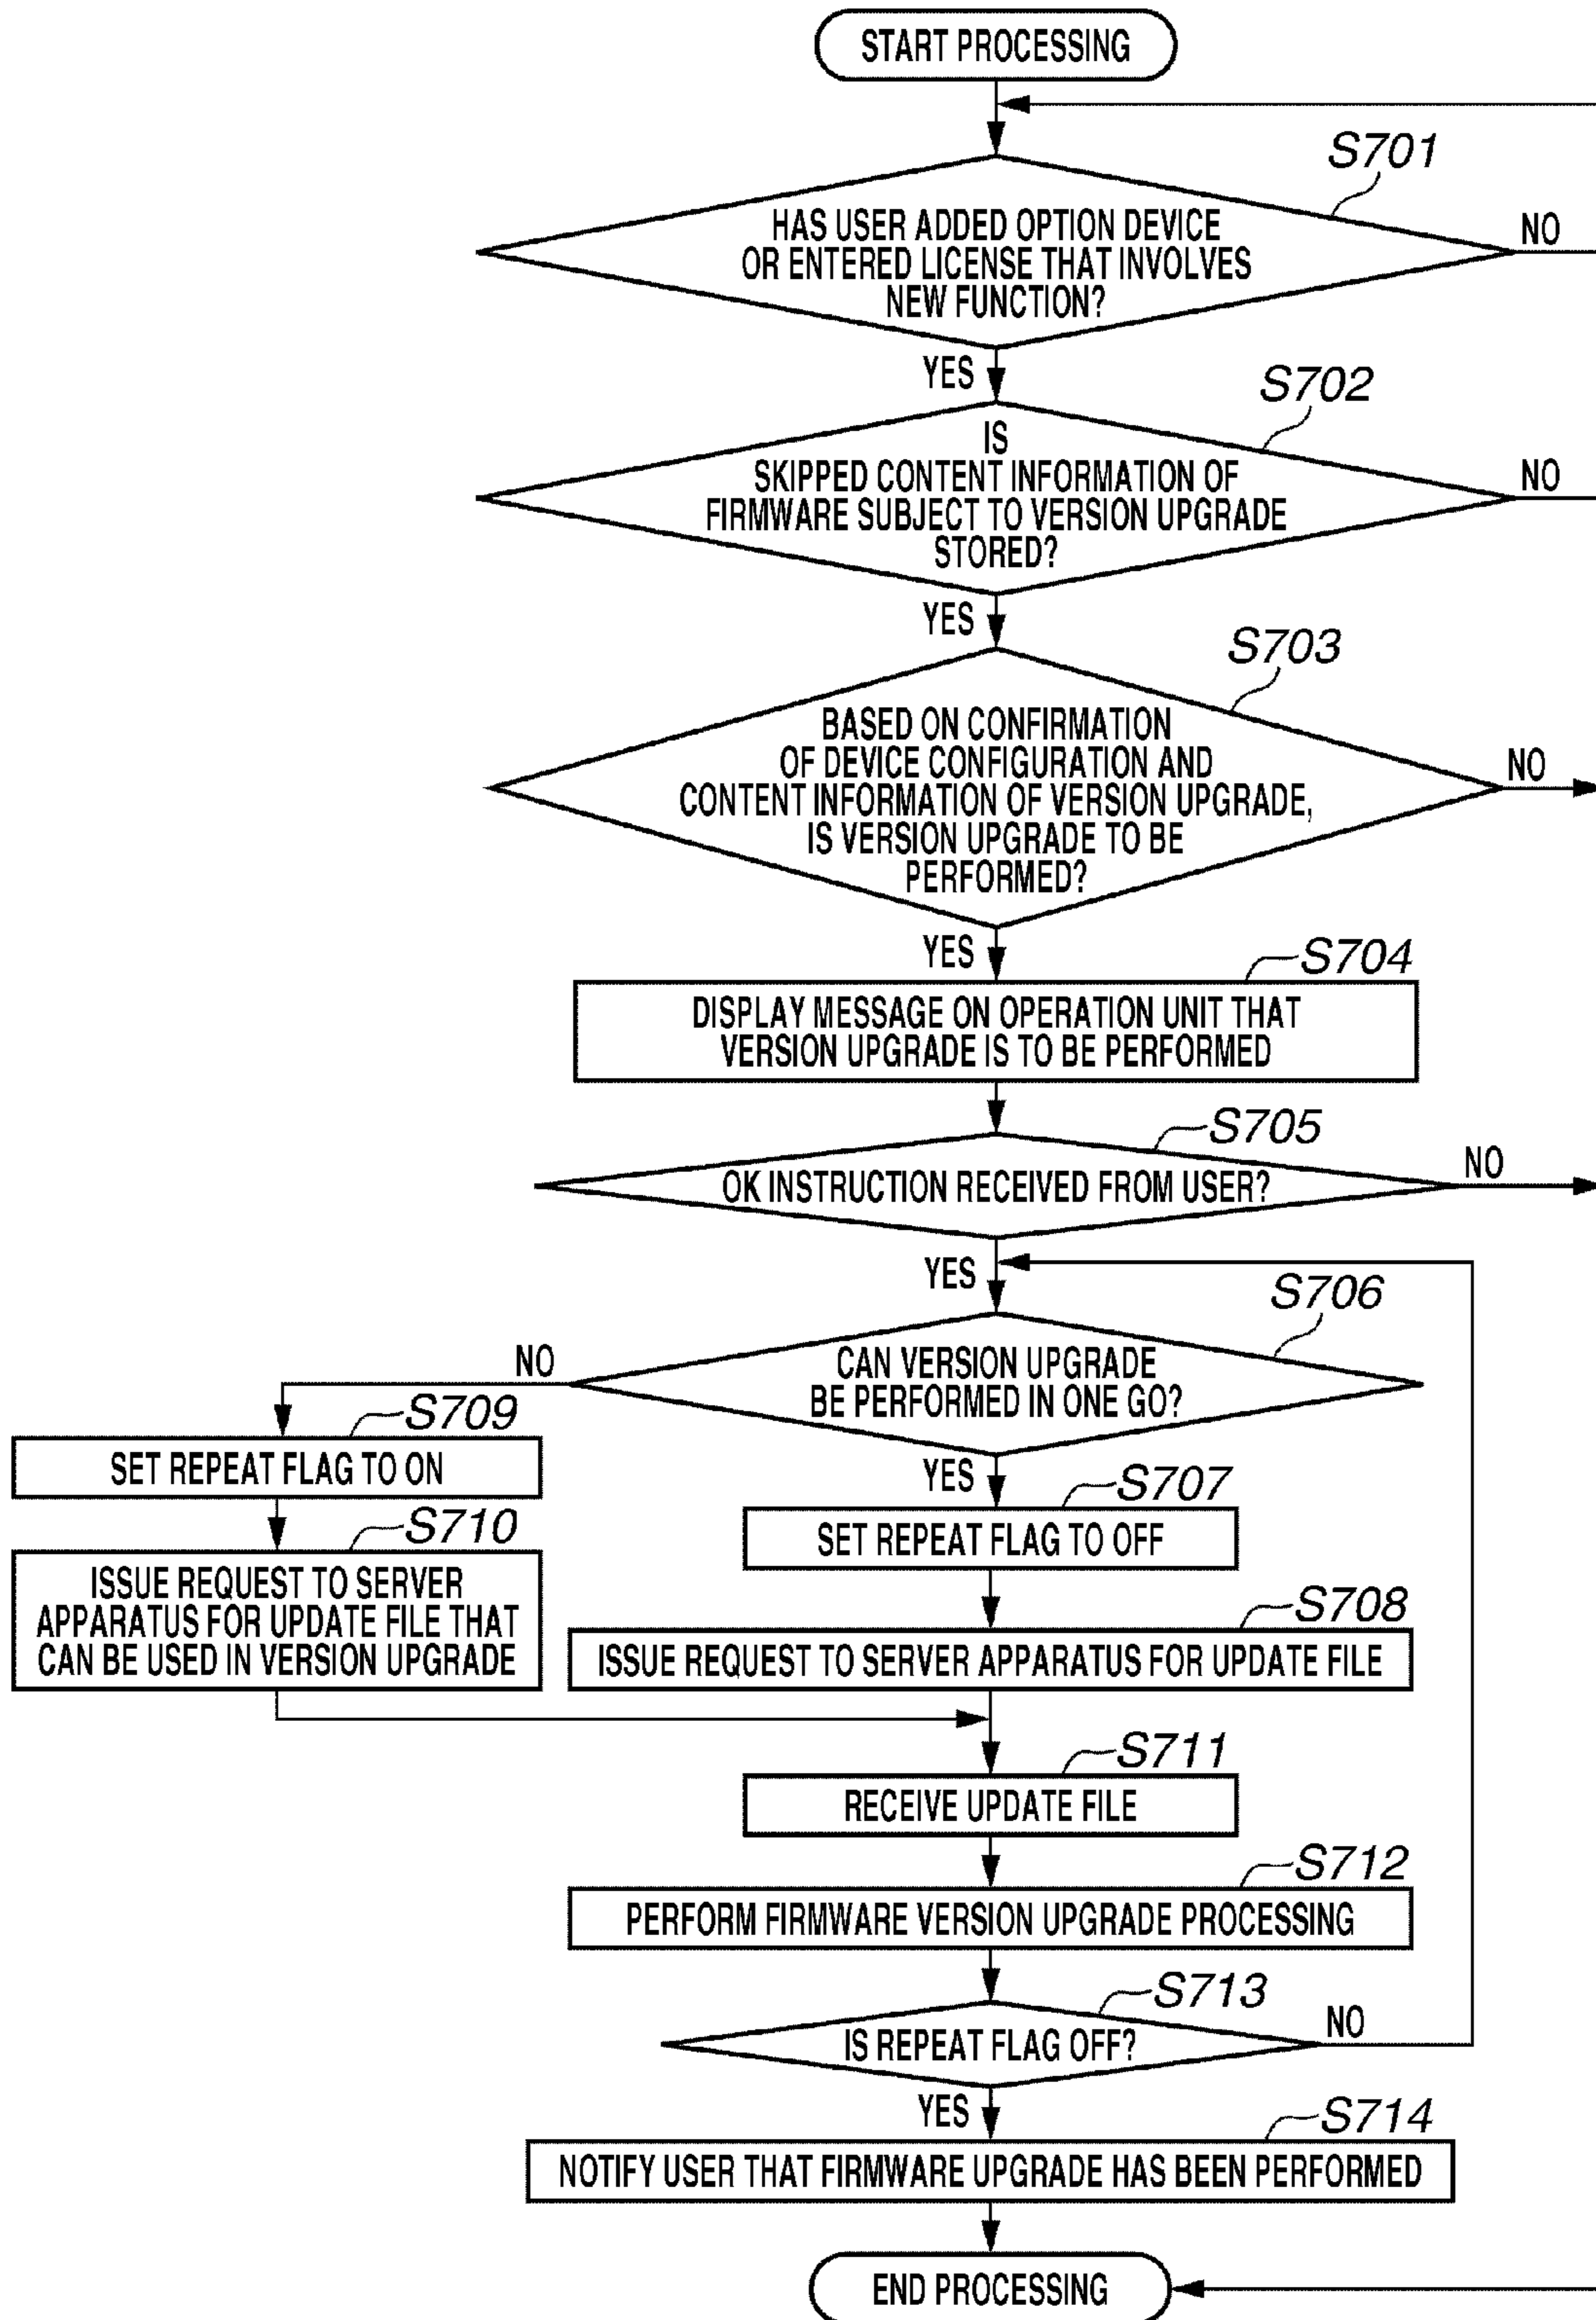 START PROCESSING
S701
HAS USER ADDED OPTION DEVICE
OR ENTERED LICENSE THAT INVOLVES
NEW FUNCTION?
NO
YES
S702
IS
SKIPPED CONTENT INFORMATION OF
FIRMWARE SUBJECT TO VERSION UPGRADE
STORED?
NO
YES
S703
BASED ON CONFIRMATION
OF DEVICE CONFIGURATION AND
CONTENT INFORMATION OF VERSION UPGRADE,
IS VERSION UPGRADE TO BE
PERFORMED?
NO
YES
S704
DISPLAY MESSAGE ON OPERATION UNIT THAT
VERSION UPGRADE IS TO BE PERFORMED
S705
OK INSTRUCTION RECEIVED FROM USER?
NO
YES
S706
CAN VERSION UPGRADE
BE PERFORMED IN ONE GO?
NO
YES
S709
SET REPEAT FLAG TO ON
S710
ISSUE REQUEST TO SERVER
APPARATUS FOR UPDATE FILE THAT
CAN BE USED IN VERSION UPGRADE
S707
SET REPEAT FLAG TO OFF
S708
ISSUE REQUEST TO SERVER APPARATUS FOR UPDATE FILE
S711
RECEIVE UPDATE FILE
S712
PERFORM FIRMWARE VERSION UPGRADE PROCESSING
S713
IS REPEAT FLAG OFF?
NO
YES
S714
NOTIFY USER THAT FIRMWARE UPGRADE HAS BEEN PERFORMED
END PROCESSING